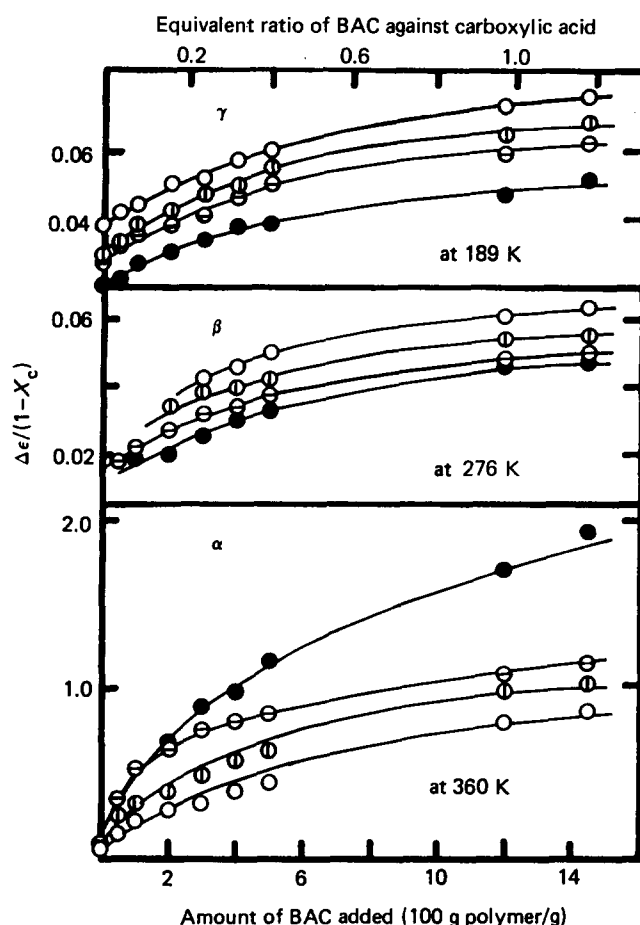 Equivalent ratio of BAC against carboxylic acid
0.2 0.6 1.0
γ
0.06
0.04
at 189 K
β
0.06
0.02
at 276 K
Δϵ/(1−X_c)
α
2.0
1.0
at 360 K
2 6 10 14
Amount of BAC added (100 g polymer/g)